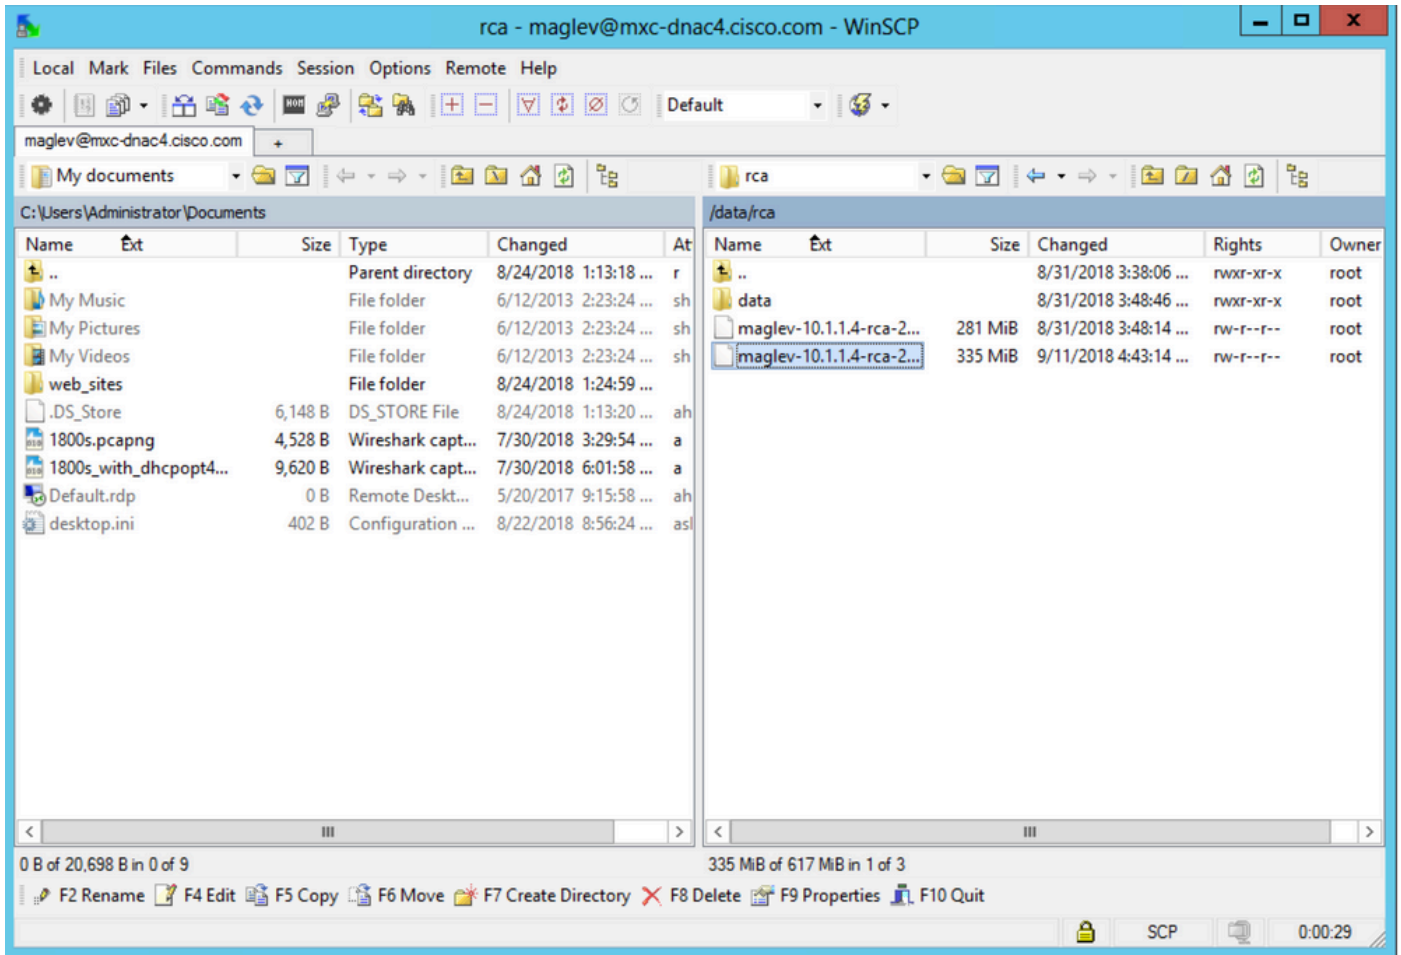 rca - maglev@mxc-dnac4.cisco.com - WinSCP
Local Mark Files Commands Session Options Remote Help
Default
maglev@mxc-dnac4.cisco.com +
My documents rca
C:\Users\Administrator\Documents /data/rca
Name Ext Size Type Changed At Name Ext Size Changed Rights Owner
.. Parent directory 8/24/2018 1:13:18 ... r .. 8/31/2018 3:38:06 ... rwxr-xr-x root
My Music File folder 6/12/2013 2:23:24 ... sh data 8/31/2018 3:48:46 ... rwxr-xr-x root
My Pictures File folder 6/12/2013 2:23:24 ... sh maglev-10.1.1.4-rca-2... 281 MiB 8/31/2018 3:48:14 ... rw-r--r-- root
My Videos File folder 6/12/2013 2:23:24 ... sh maglev-10.1.1.4-rca-2... 335 MiB 9/11/2018 4:43:14 ... rw-r--r-- root
web_sites File folder 8/24/2018 1:24:59 ...
.DS_Store 6,148 B DS_STORE File 8/24/2018 1:13:20 ... ah
1800s.pcapng 4,528 B Wireshark capt... 7/30/2018 3:29:54 ... a
1800s_with_dhcpopt4... 9,620 B Wireshark capt... 7/30/2018 6:01:58 ... a
Default.rdp 0 B Remote Deskt... 5/20/2017 9:15:58 ... ah
desktop.ini 402 B Configuration ... 8/22/2018 8:56:24 ... asl
0 B of 20,698 B in 0 of 9 335 MiB of 617 MiB in 1 of 3
F2 Rename F4 Edit F5 Copy F6 Move F7 Create Directory F8 Delete F9 Properties F10 Quit
SCP 0:00:29